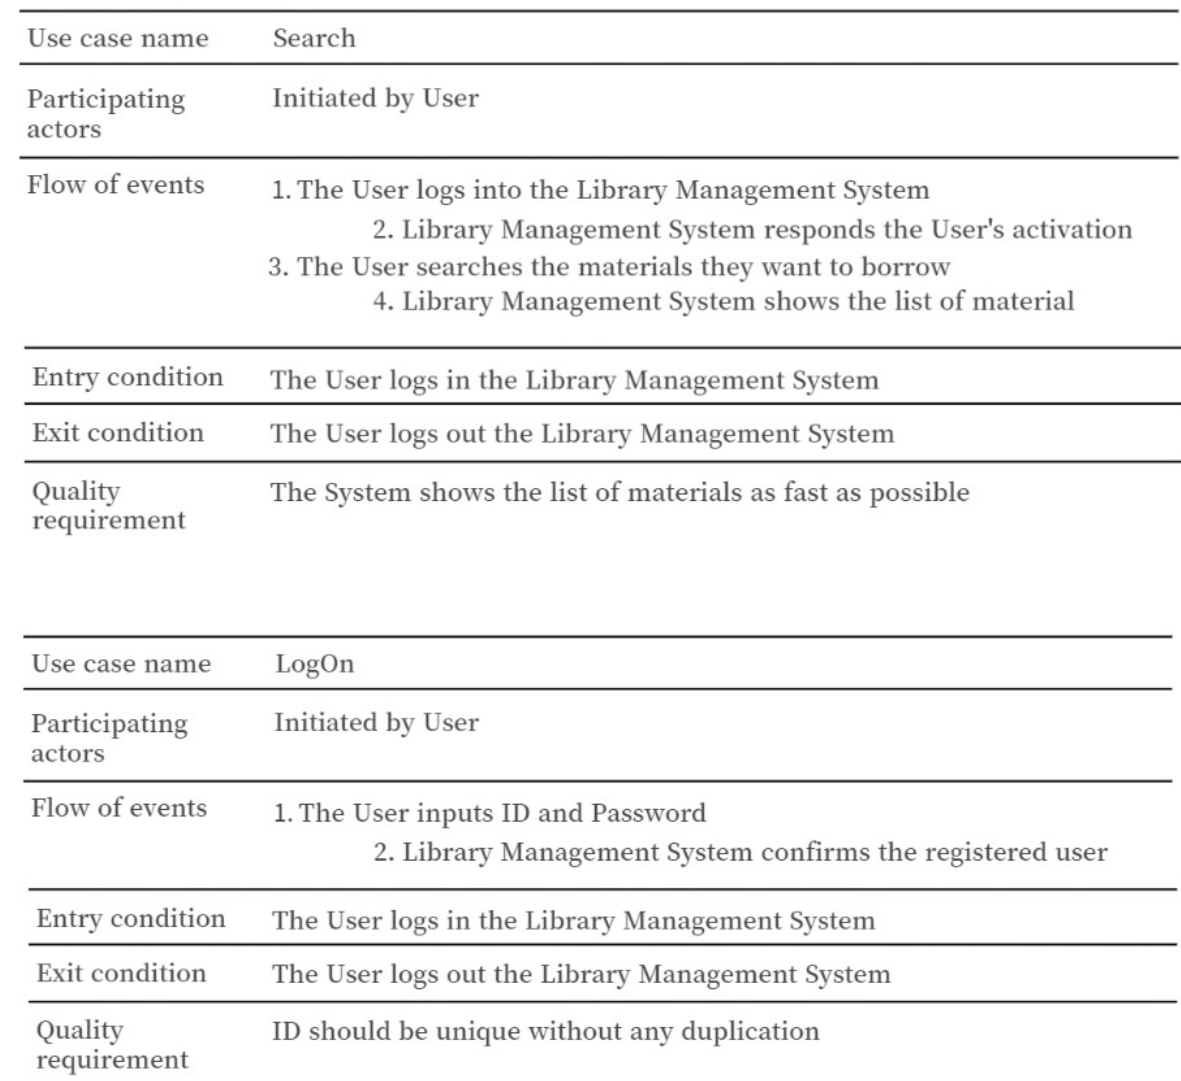 Use case name Search
Participating actors Initiated by User
Flow of events 1. The User logs into the Library Management System
2. Library Management System responds the User's activation
3. The User searches the materials they want to borrow
4. Library Management System shows the list of material
Entry condition The User logs in the Library Management System
Exit condition The User logs out the Library Management System
Quality requirement The System shows the list of materials as fast as possible
Use case name LogOn
Participating actors Initiated by User
Flow of events 1. The User inputs ID and Password
2. Library Management System confirms the registered user
Entry condition The User logs in the Library Management System
Exit condition The User logs out the Library Management System
Quality requirement ID should be unique without any duplication